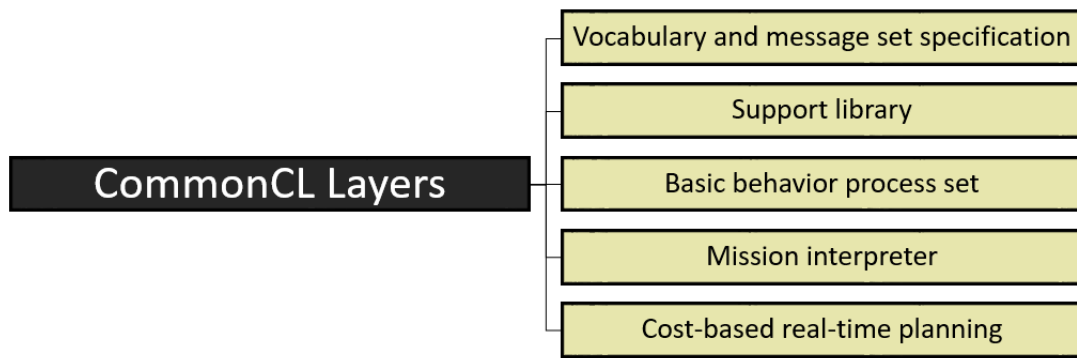 CommonCL Layers
Vocabulary and message set specification
Support library
Basic behavior process set
Mission interpreter
Cost-based real-time planning